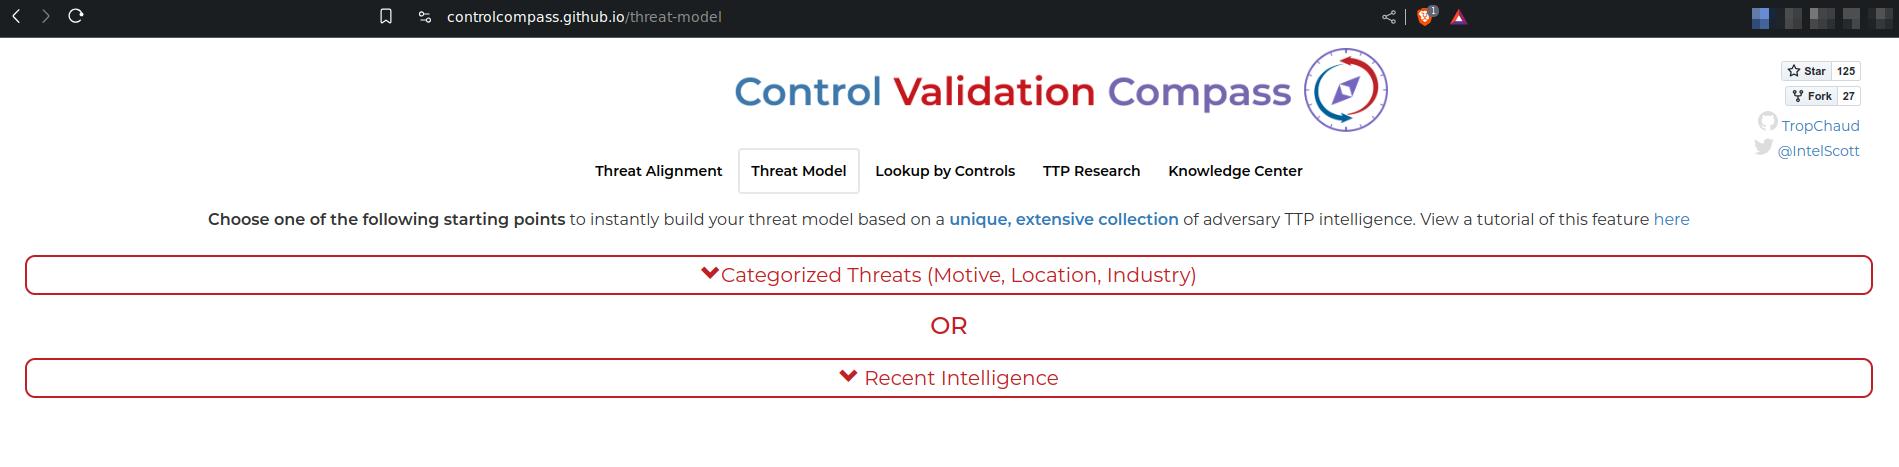 controlcompass.github.io/threat-model
1
Control Validation Compass
Star 125
Fork 27
TropChaud
@IntelScott
Threat Alignment Threat Model Lookup by Controls TTP Research Knowledge Center
Choose one of the following starting points to instantly build your threat model based on a unique, extensive collection of adversary TTP intelligence. View a tutorial of this feature here
Categorized Threats (Motive, Location, Industry)
OR
Recent Intelligence